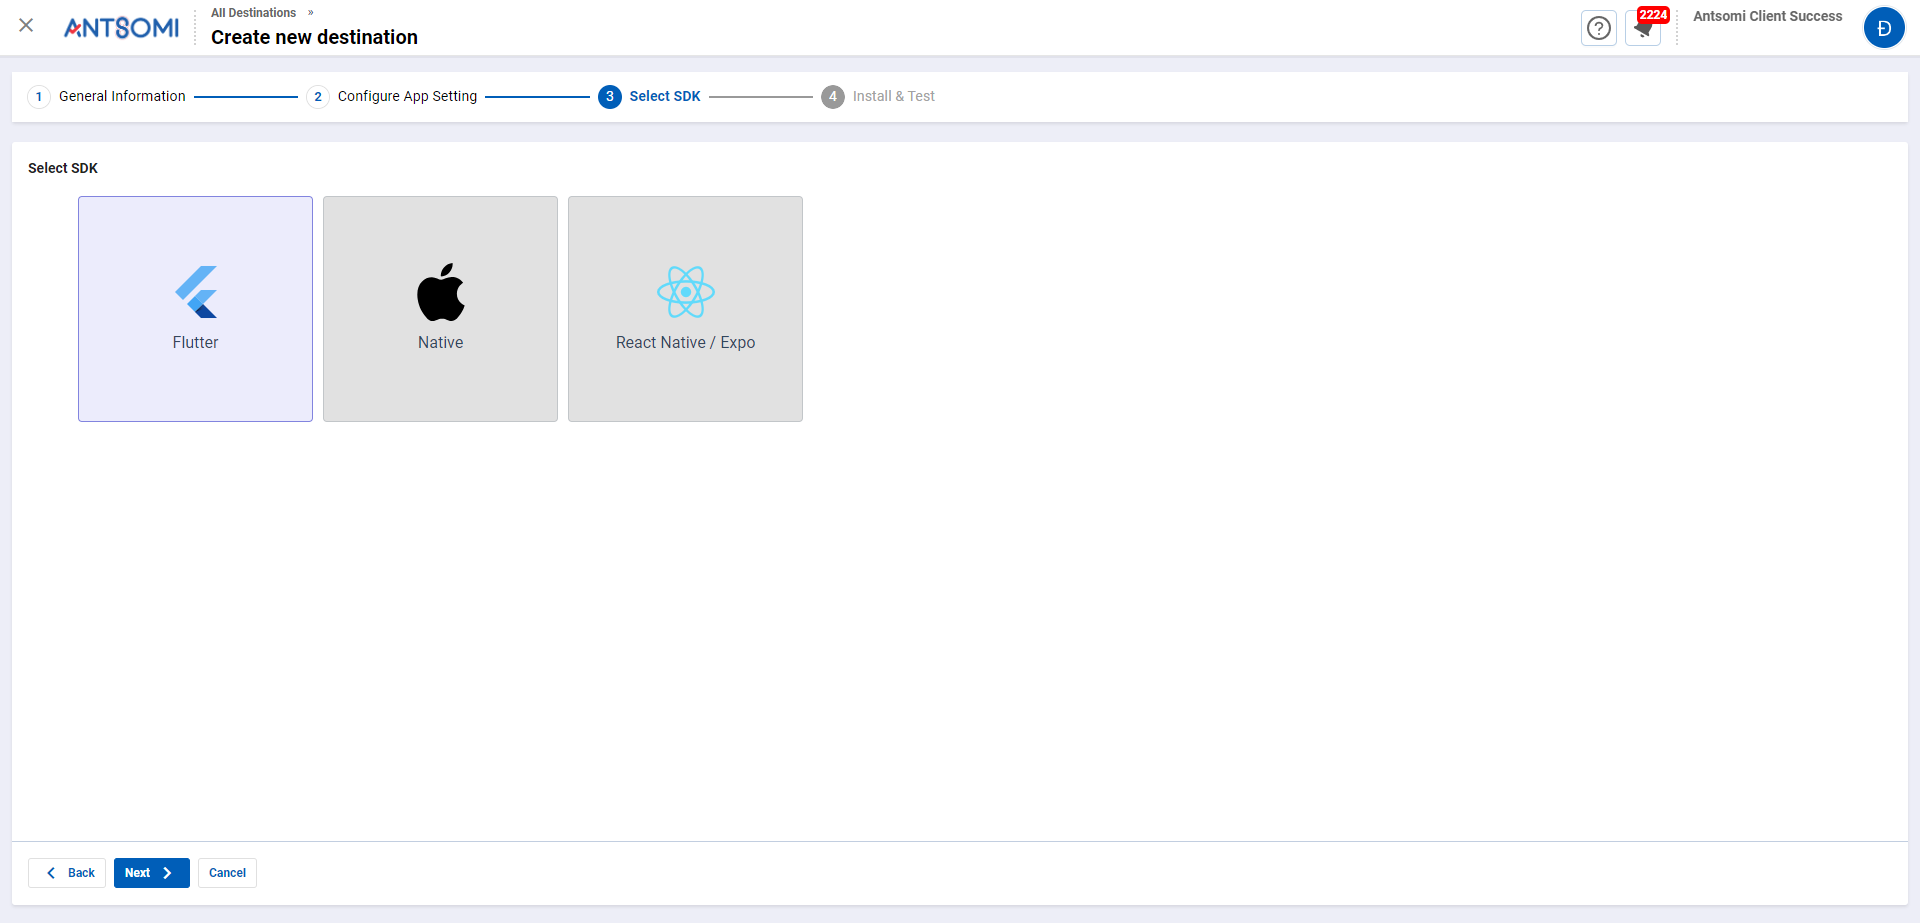 ANTSOMI
All Destinations »
Create new destination
2224
Antsomi Client Success
Đ
1 General Information
2 Configure App Setting
3 Select SDK
4 Install & Test
Select SDK
Flutter
Native
React Native / Expo
Back
Next
Cancel